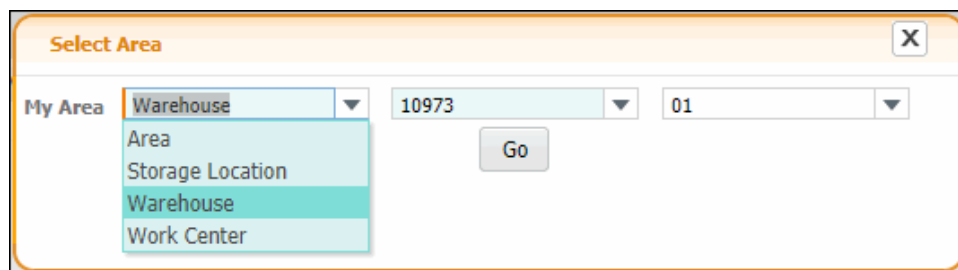 Select Area
X
My Area Warehouse 10973 01
Area
Go
Storage Location
Warehouse
Work Center